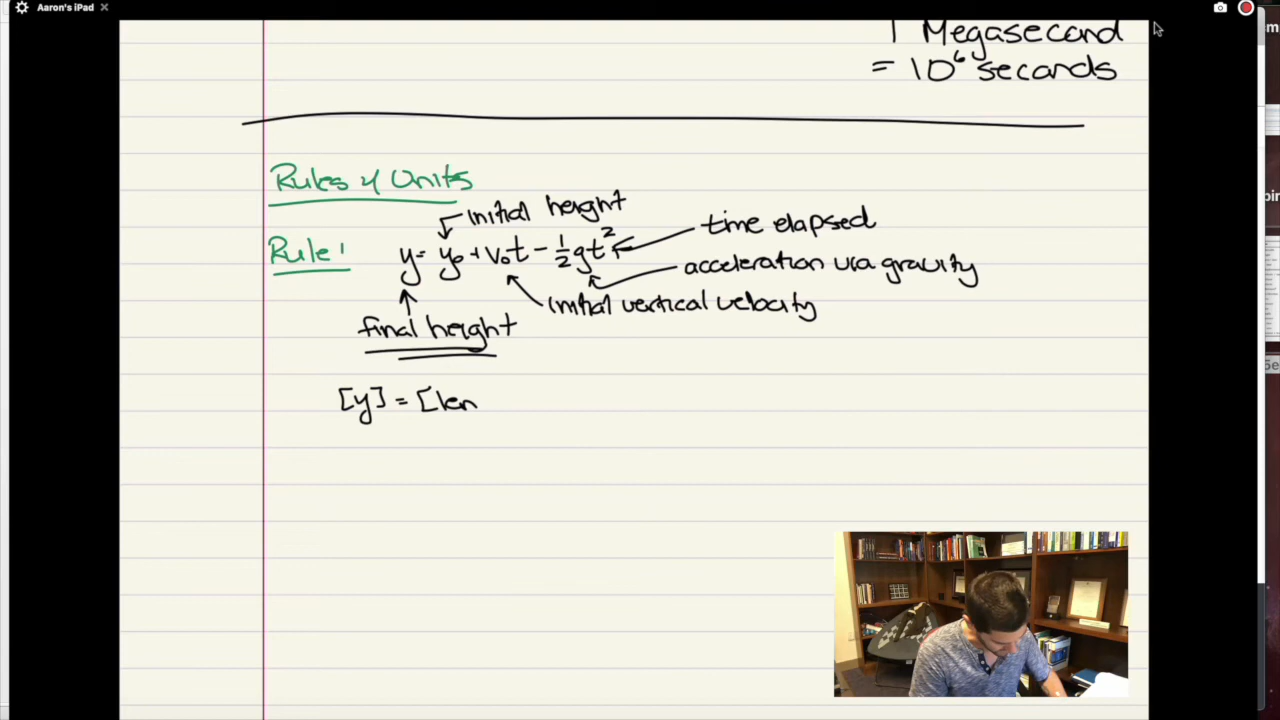 Aaron's iPad
1 Megasecond
= 10⁶ seconds
Rules of Units
initial height
time elapsed
Rule 1 y = y₀ + v₀t - ½gt²
acceleration via gravity
initial vertical velocity
final height
[y] = [len